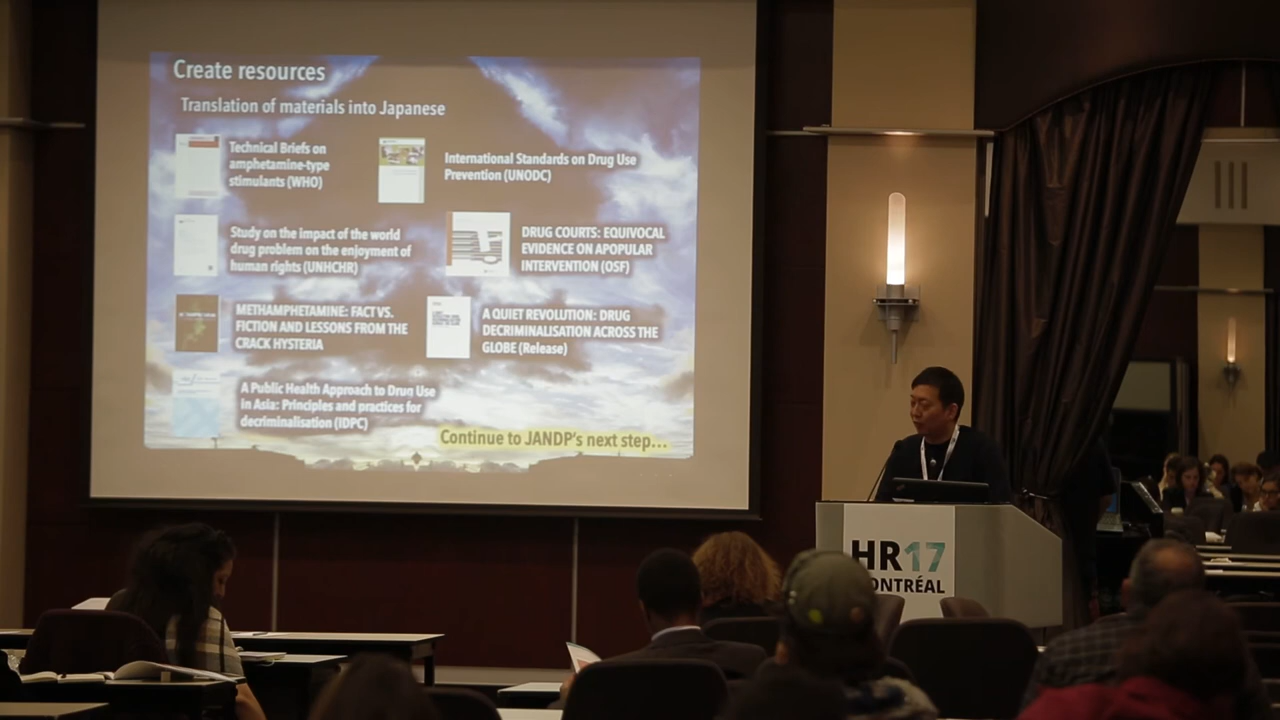 Create resources
Translation of materials into Japanese
Technical Briefs on
amphetamine-type
stimulants (WHO)
International Standards on Drug Use
Prevention (UNODC)
Study on the impact of the world
drug problem on the enjoyment of
human rights (UNHCHR)
DRUG COURTS: EQUIVOCAL
EVIDENCE ON APOPULAR
INTERVENTION (OSF)
METHAMPHETAMINE: FACT VS.
FICTION AND LESSONS FROM THE
CRACK HYSTERIA
A QUIET REVOLUTION: DRUG
DECRIMINALISATION ACROSS THE
GLOBE (Release)
A Public Health Approach to Drug Use
in Asia: Principles and practices for
decriminalisation (IDPC)
Continue to JANDP's next step...
HR17
MONTRÉAL